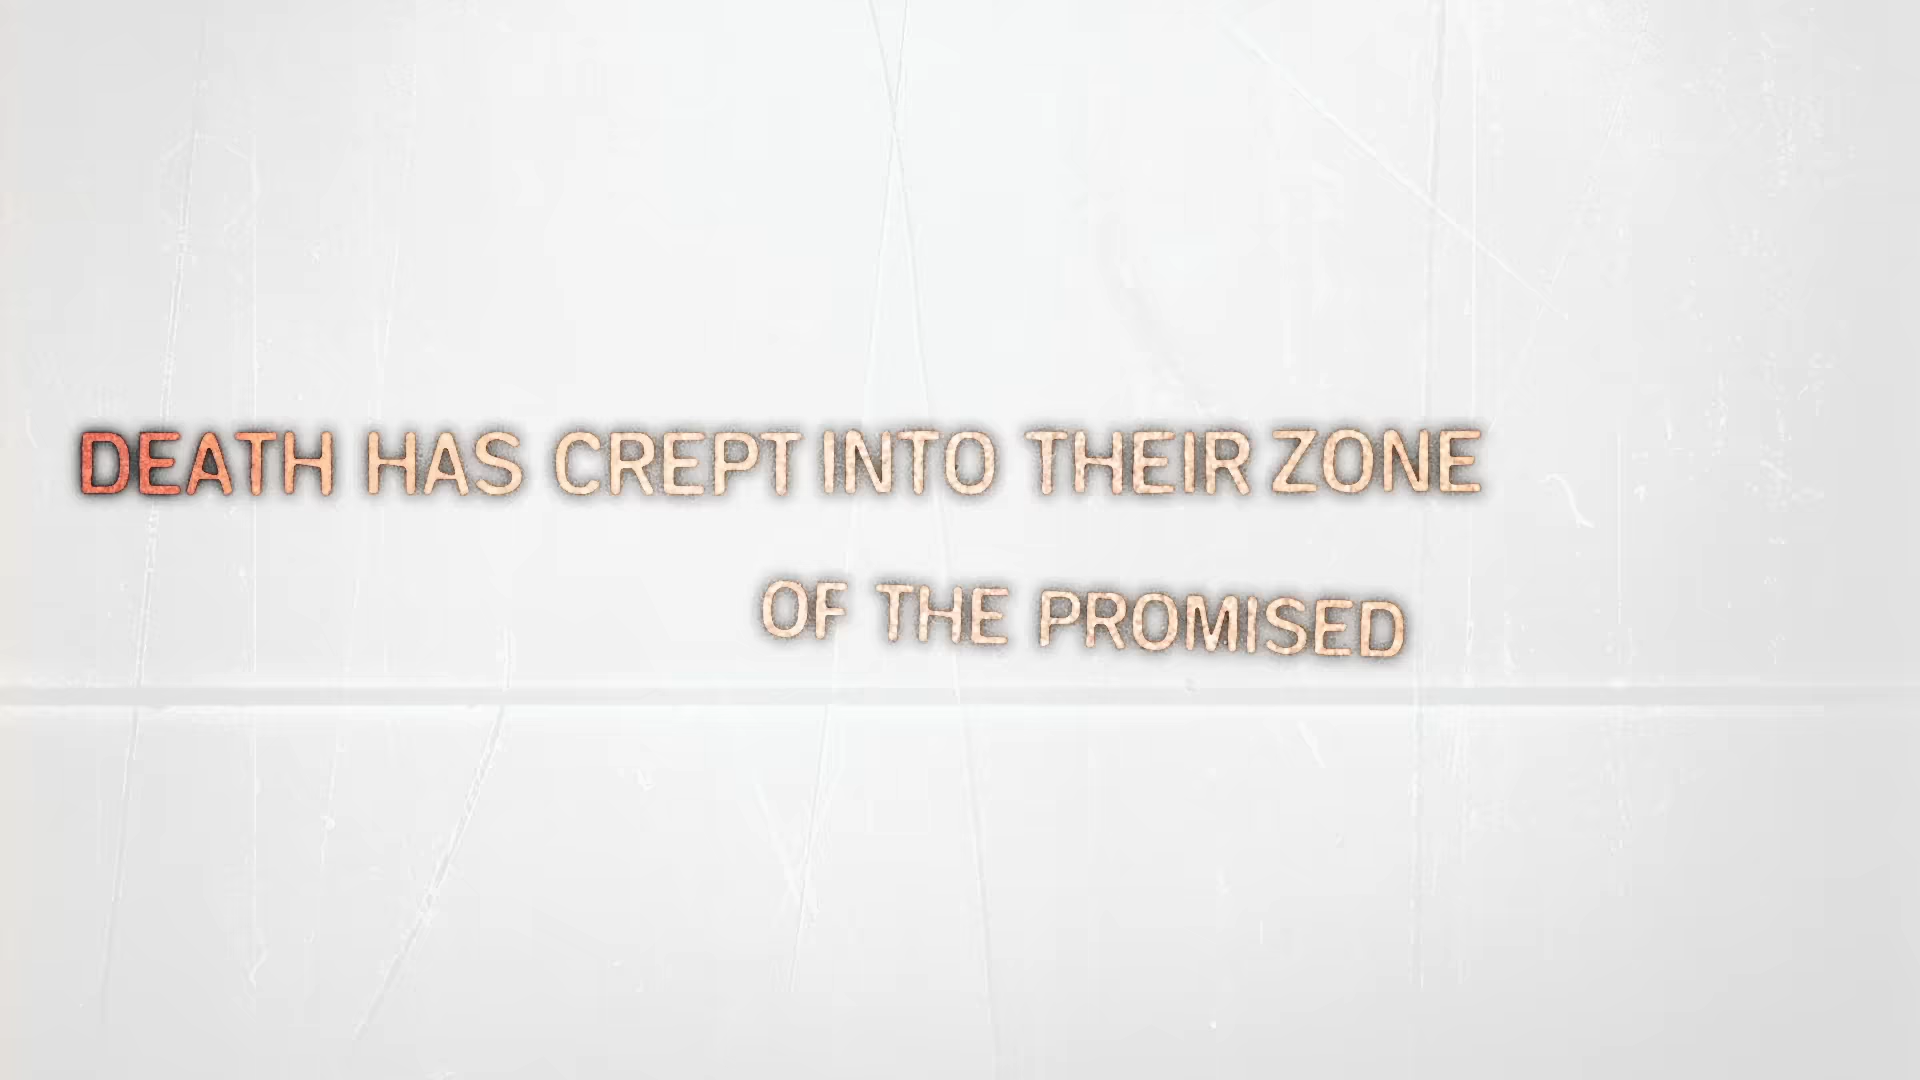 DEATH HAS CREPT INTO THEIR ZONE
OF THE PROMISED